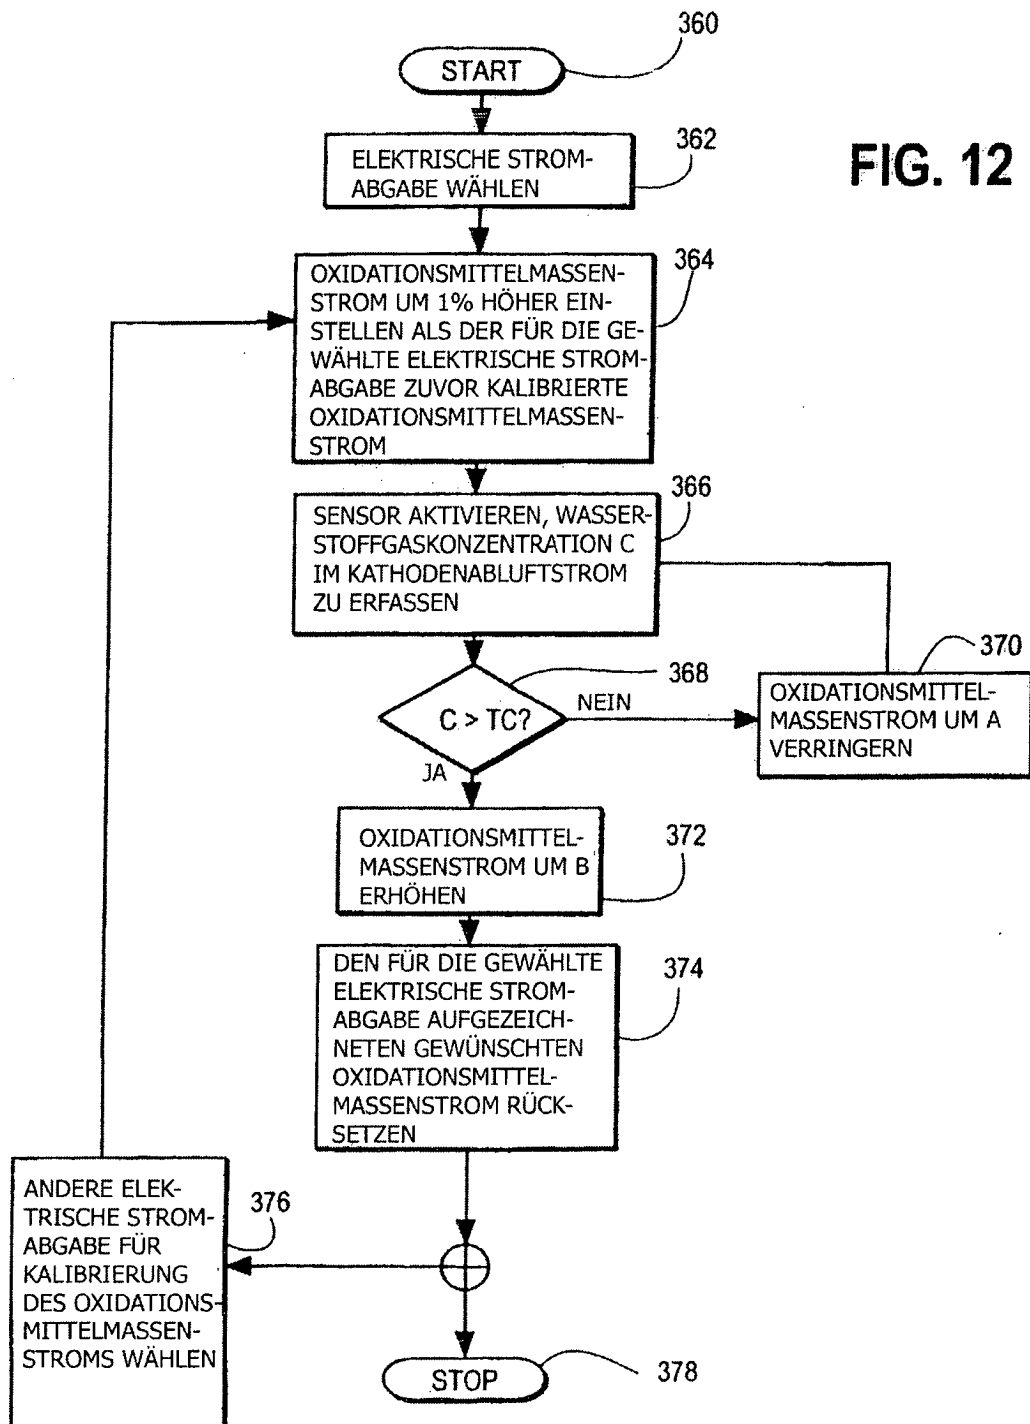 360
START
FIG. 12
362
ELEKTRISCHE STROM-
ABGABE WÄHLEN
364
OXIDATIONSMITTELMASSEN-
STROM UM 1% HÖHER EIN-
STELLEN ALS DER FÜR DIE GE-
WÄHLTE ELEKTRISCHE STROM-
ABGABE ZUVOR KALIBRIERTE
OXIDATIONSMITTELMASSEN-
STROM
366
SENSOR AKTIVIEREN, WASSER-
STOFFGASKONZENTRATION C
IM KATHODENABLUFTSTROM
ZU ERFASSEN
368
C > TC?
NEIN
JA
370
OXIDATIONSMITTEL-
MASSENSTROM UM A
VERRINGERN
372
OXIDATIONSMITTEL-
MASSENSTROM UM B
ERHÖHEN
374
DEN FÜR DIE GEWÄHLTE
ELEKTRISCHE STROM-
ABGABE AUFGEZEICH-
NETEN GEWÜNSCHTEN
OXIDATIONSMITTEL-
MASSENSTROM RÜCK-
SETZEN
376
ANDERE ELEK-
TRISCHE STROM-
ABGABE FÜR
KALIBRIERUNG
DES OXIDATIONS-
MITTELMASSEN-
STROMS WÄHLEN
STOP
378